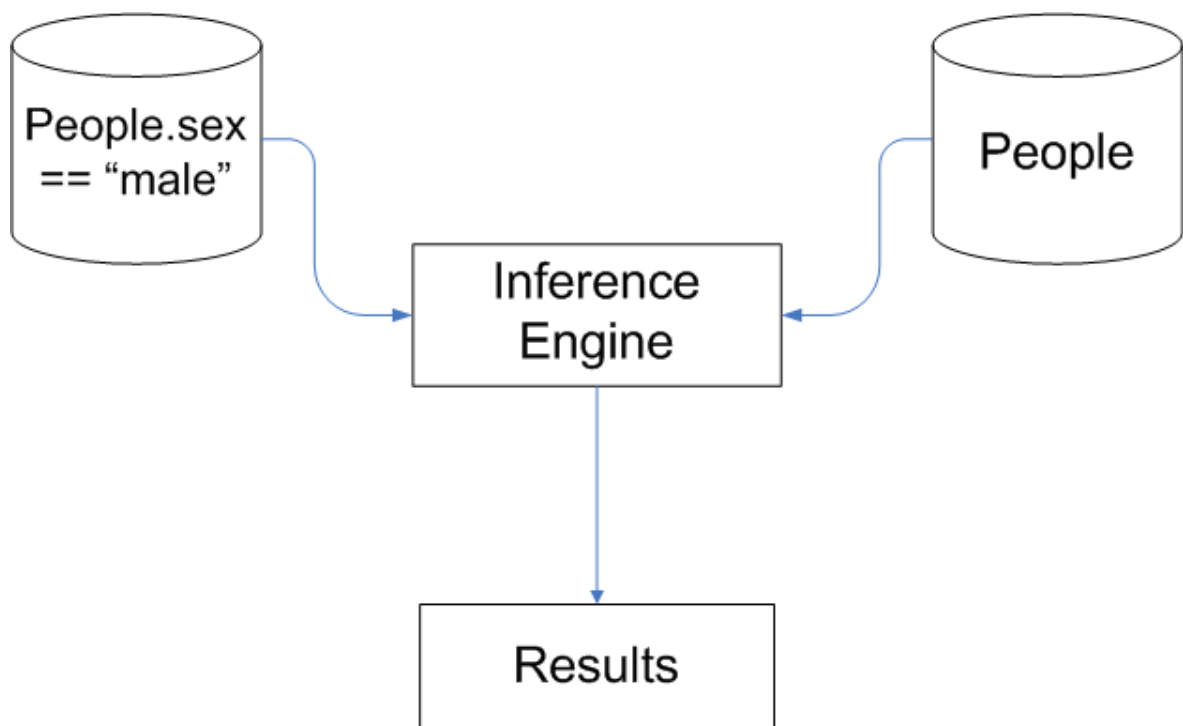 People.sex
== “male”
People
Inference
Engine
Results